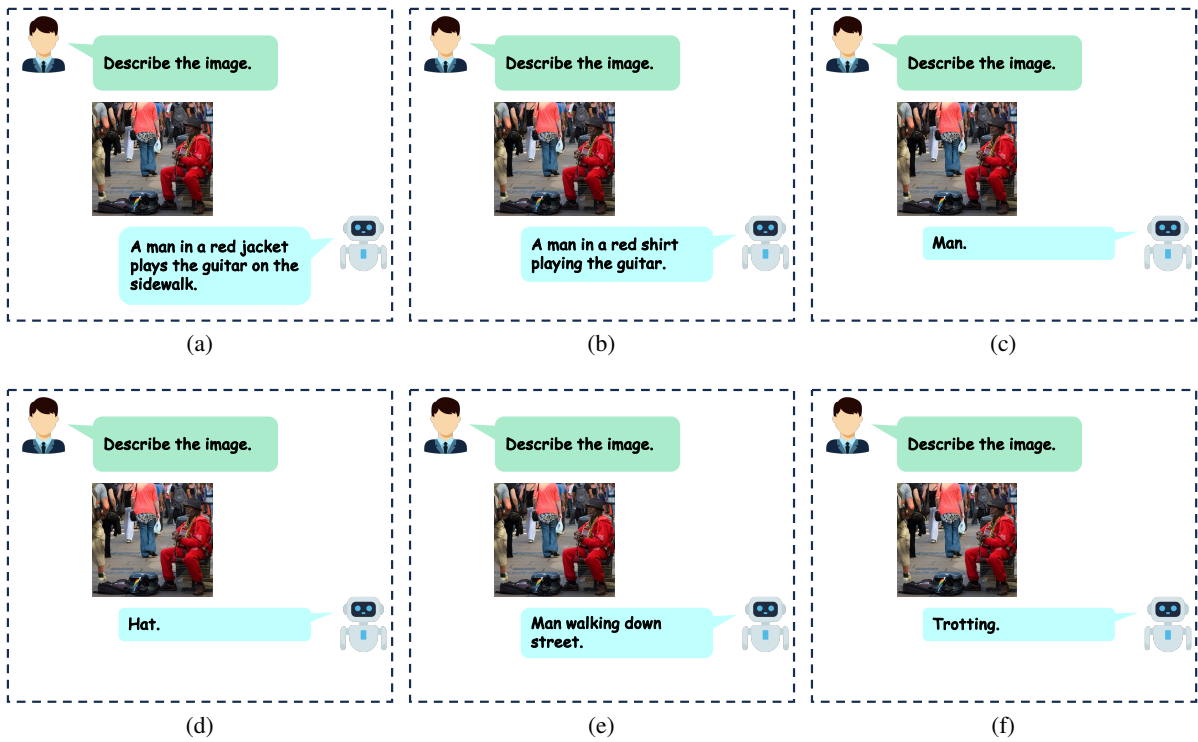 Describe the image.
A man in a red jacket
plays the guitar on the
sidewalk.
(a)
Describe the image.
A man in a red shirt
playing the guitar.
(b)
Describe the image.
Man.
(c)
Describe the image.
Hat.
(d)
Describe the image.
Man walking down
street.
(e)
Describe the image.
Trotting.
(f)